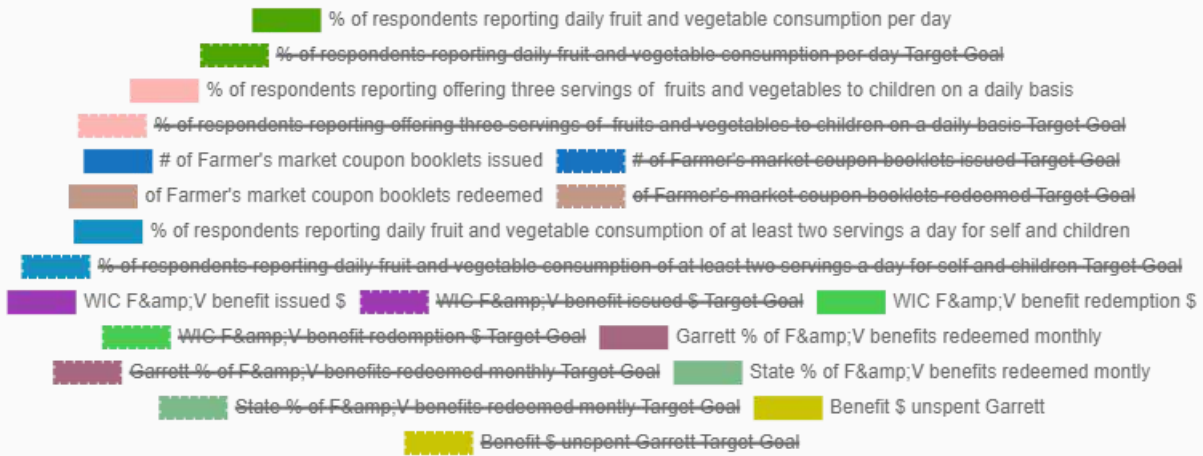 % of respondents reporting daily fruit and vegetable consumption per day
% of respondents reporting daily fruit and vegetable consumption per day Target Goal
% of respondents reporting offering three servings of  fruits and vegetables to children on a daily basis
% of respondents reporting offering three servings of  fruits and vegetables to children on a daily basis Target Goal
# of Farmer's market coupon booklets issued # of Farmer's market coupon booklets issued Target Goal
of Farmer's market coupon booklets redeemed of Farmer's market coupon booklets redeemed Target Goal
% of respondents reporting daily fruit and vegetable consumption of at least two servings a day for self and children
% of respondents reporting daily fruit and vegetable consumption of at least two servings a day for self and children Target Goal
WIC F&amp;V benefit issued $ WIC F&amp;V benefit issued $ Target Goal WIC F&amp;V benefit redemption $
WIC F&amp;V benefit redemption $ Target Goal Garrett % of F&amp;V benefits redeemed monthly
Garrett % of F&amp;V benefits redeemed monthly Target Goal State % of F&amp;V benefits redeemed montly
State % of F&amp;V benefits redeemed montly Target Goal Benefit $ unspent Garrett
Benefit $ unspent Garrett Target Goal